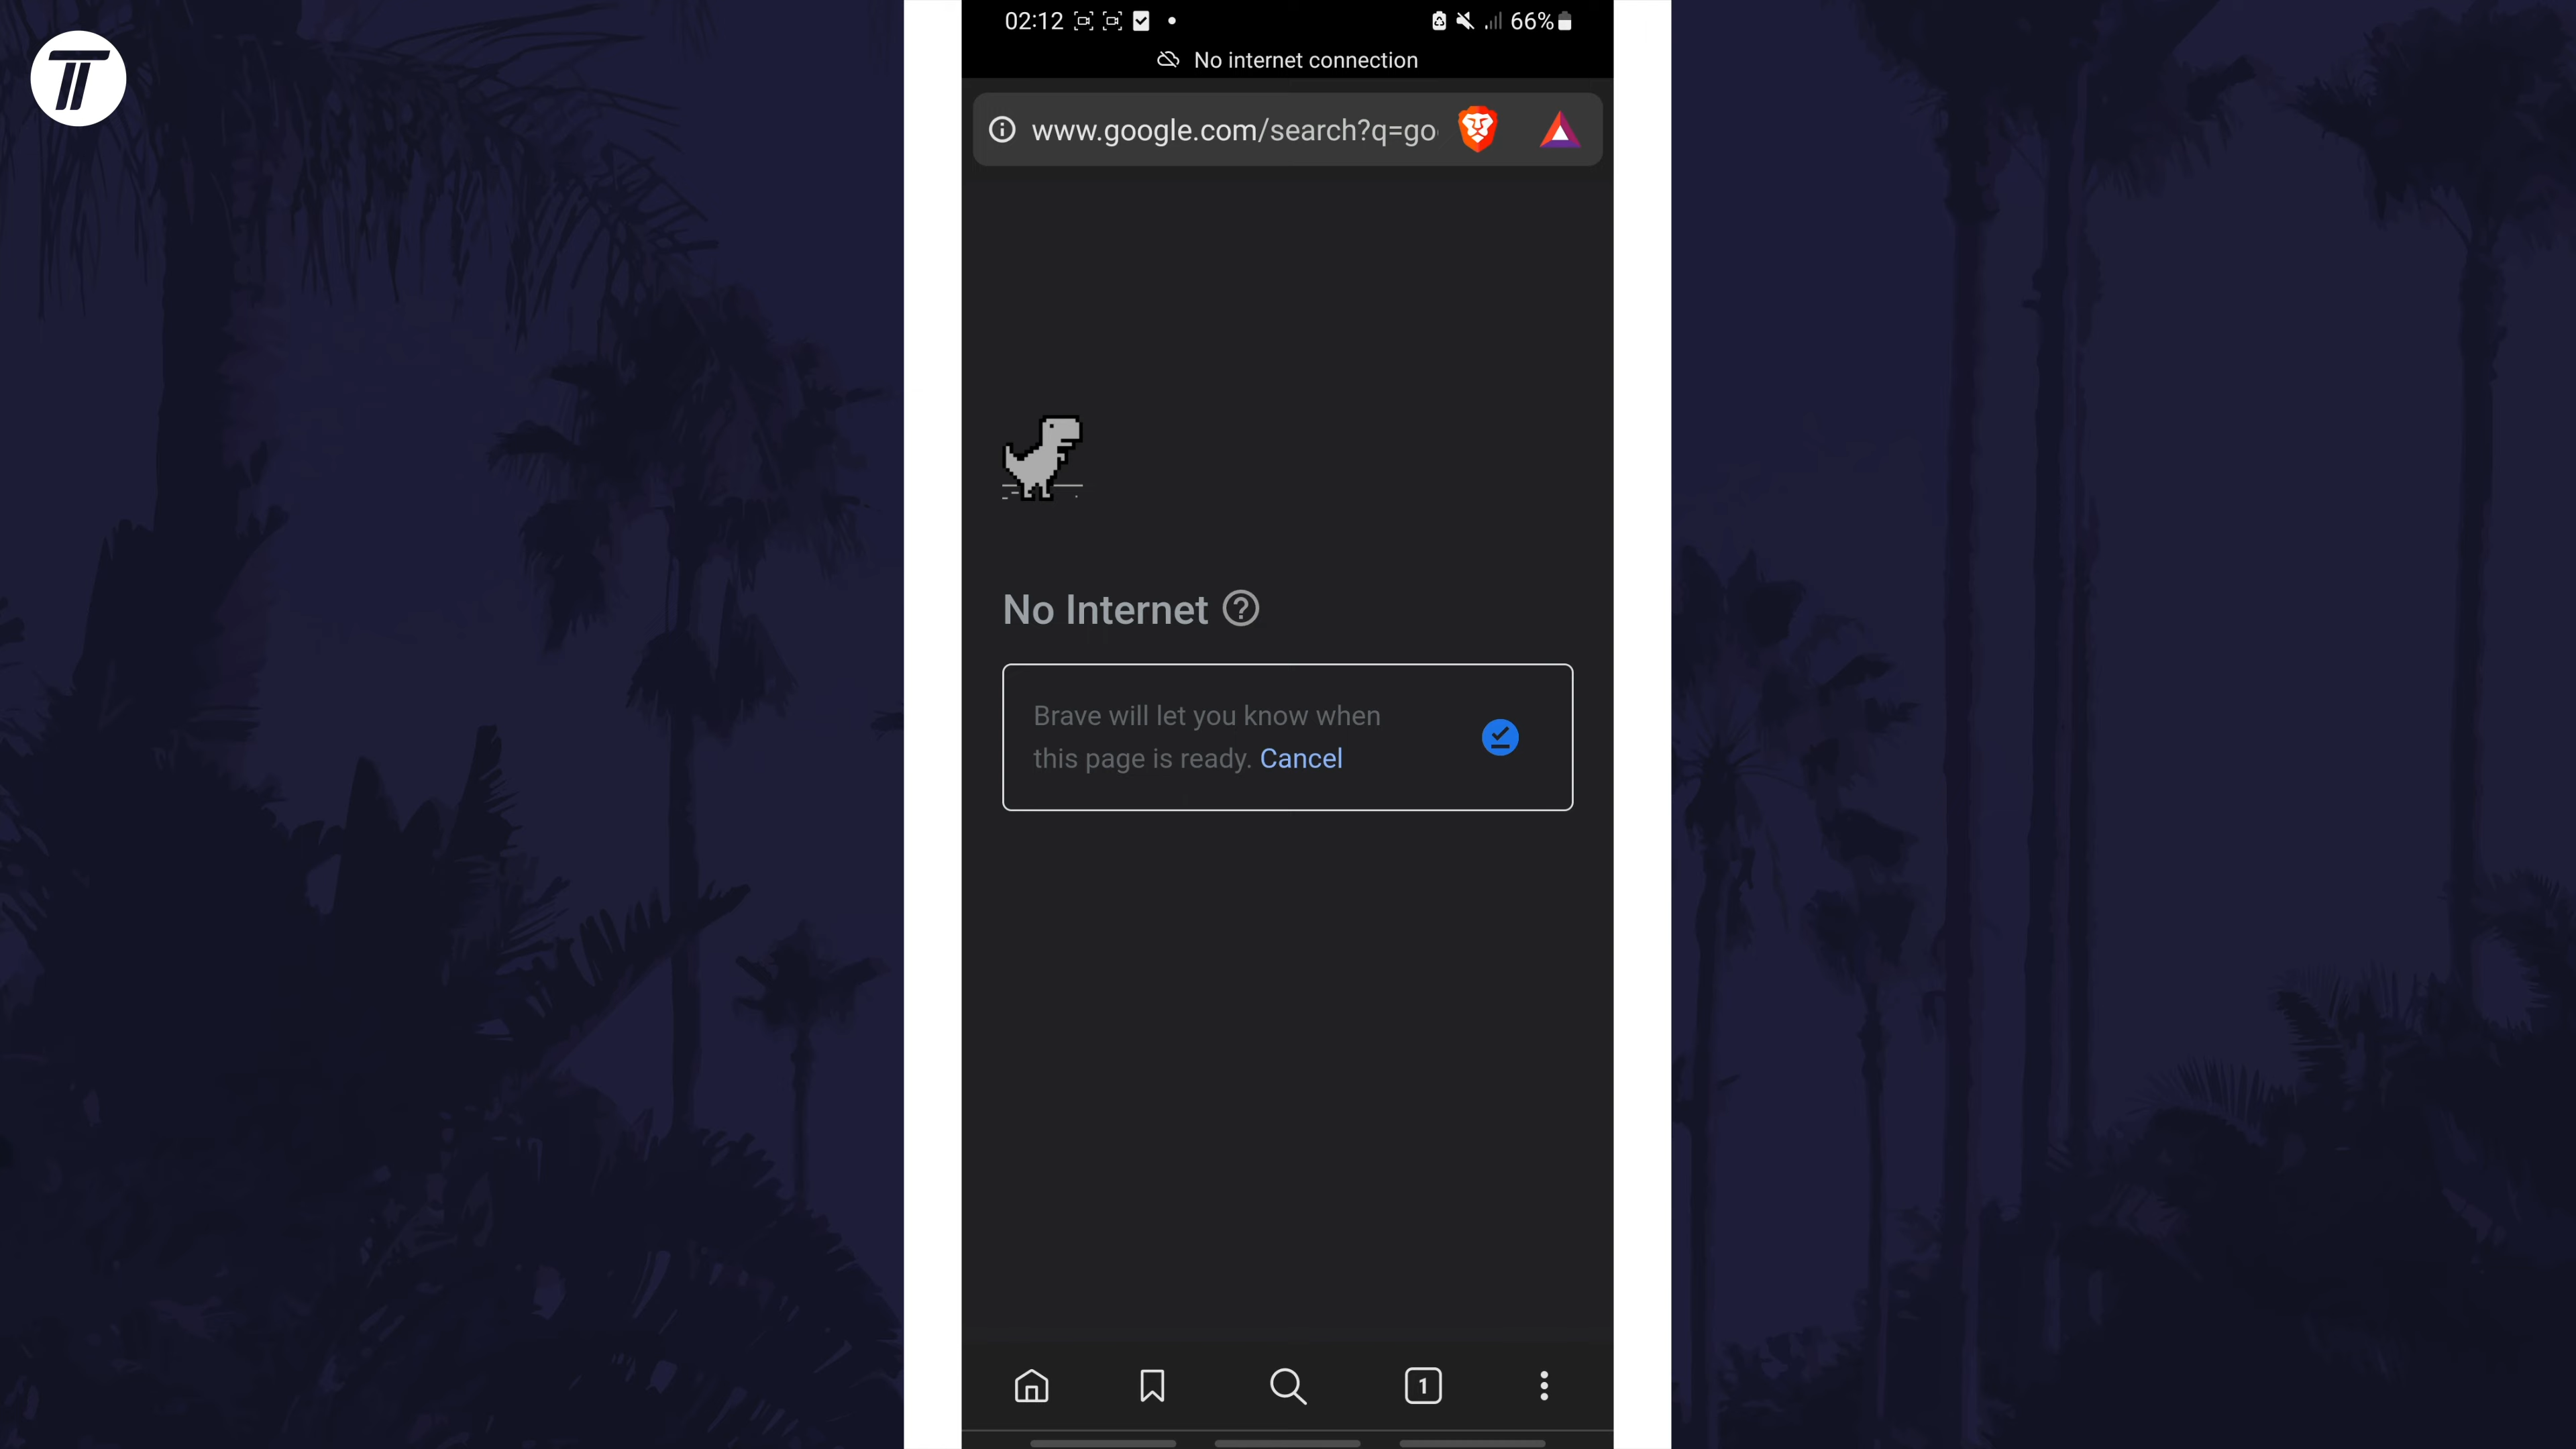 02:12
66%
No internet connection
www.google.com/search?q=go
No Internet
Brave will let you know when
this page is ready. Cancel
1